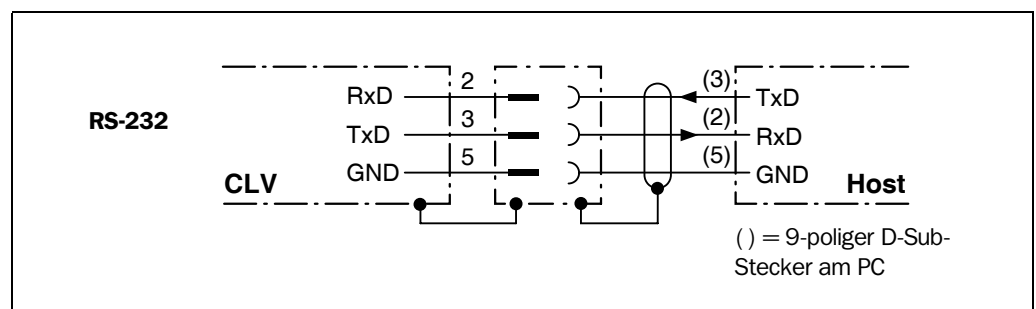 RS-232
CLV
RxD 2 (3) TxD
TxD 3 (2) RxD
GND 5 (5) GND
Host
( ) = 9-poliger D-Sub-
Stecker am PC